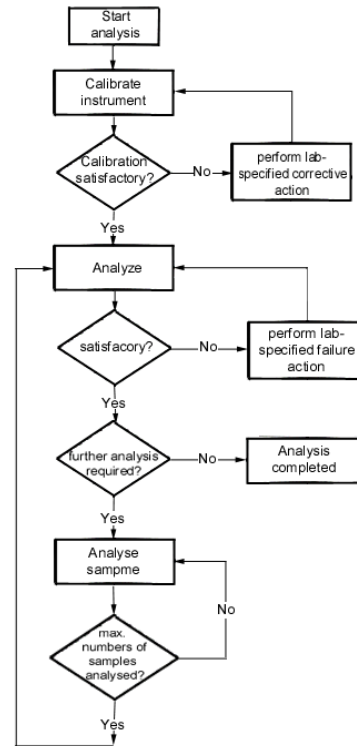 Start
analysis
Calibrate
instrument
Calibration
satisfactory?
No
perform lab-
specified corrective
action
Yes
Analyze
satisfacory?
No
perform lab-
specified failure
action
Yes
further analysis
required?
No
Analysis
completed
Yes
Analyse
sampme
No
max.
numbers of
samples
analysed?
Yes